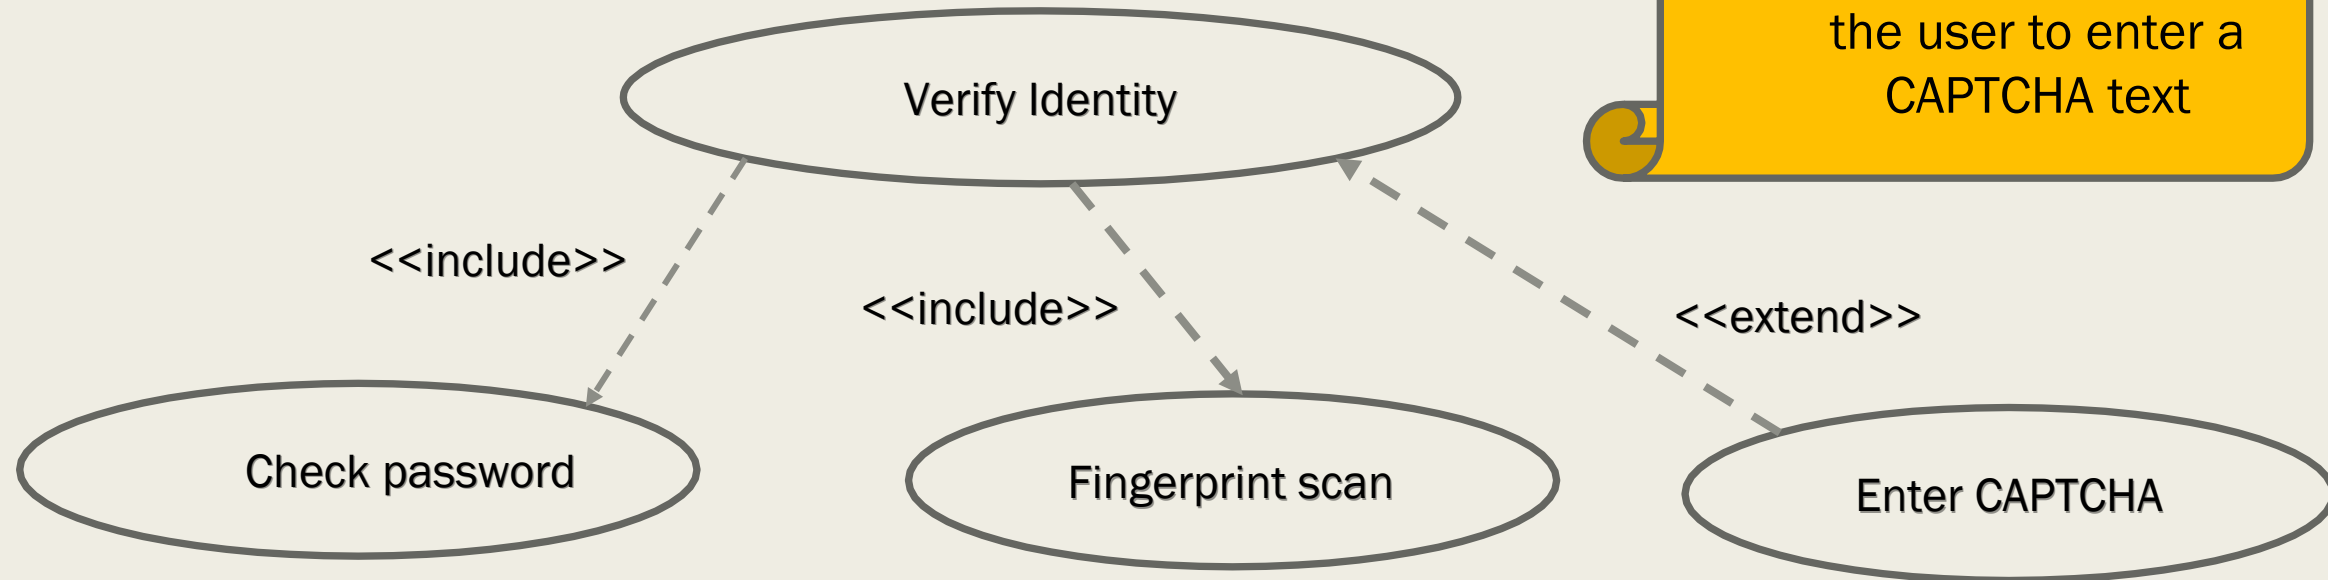 the user to enter a
CAPTCHA text
Verify Identity
<<include>>
<<include>>
<<extend>>
Check password
Fingerprint scan
Enter CAPTCHA